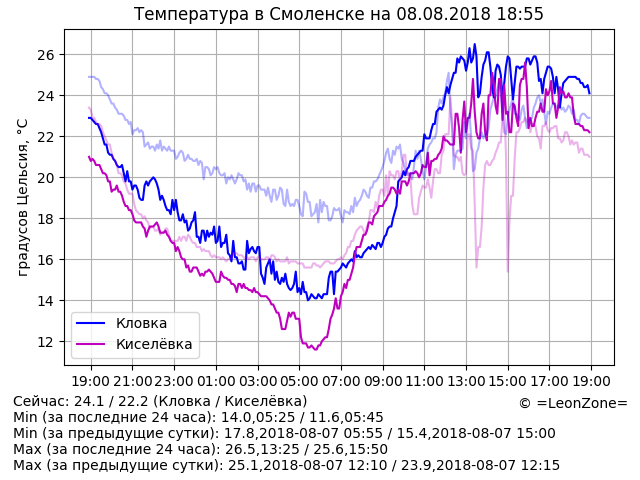 Температура в Смоленске на 08.08.2018 18:55
градусов Цельсия, °C
26
24
22
20
18
16
14
12
Кловка
Киселёвка
19:00 21:00 23:00 01:00 03:00 05:00 07:00 09:00 11:00 13:00 15:00 17:00 19:00
Сейчас: 24.1 / 22.2 (Кловка / Киселёвка)
© =LeonZone=
Min (за последние 24 часа): 14.0,05:25 / 11.6,05:45
Min (за предыдущие сутки): 17.8,2018-08-07 05:55 / 15.4,2018-08-07 15:00
Max (за последние 24 часа): 26.5,13:25 / 25.6,15:50
Max (за предыдущие сутки): 25.1,2018-08-07 12:10 / 23.9,2018-08-07 12:15